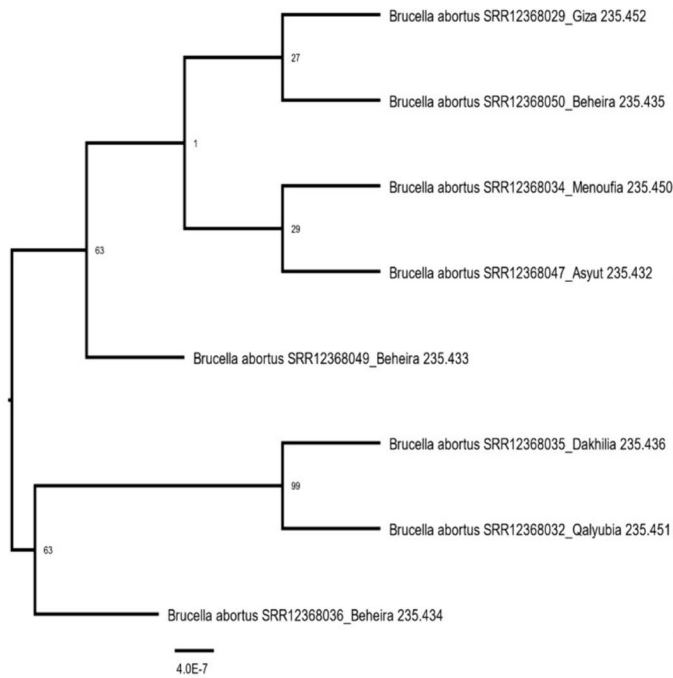 Brucella abortus SRR12368029_Giza 235.452
27
Brucella abortus SRR12368050_Beheira 235.435
1
Brucella abortus SRR12368034_Menoufia 235.450
29
63
Brucella abortus SRR12368047_Asyut 235.432
Brucella abortus SRR12368049_Beheira 235.433
Brucella abortus SRR12368035_Dakhilia 235.436
99
Brucella abortus SRR12368032_Qalyubia 235.451
63
Brucella abortus SRR12368036_Beheira 235.434
4.0E-7